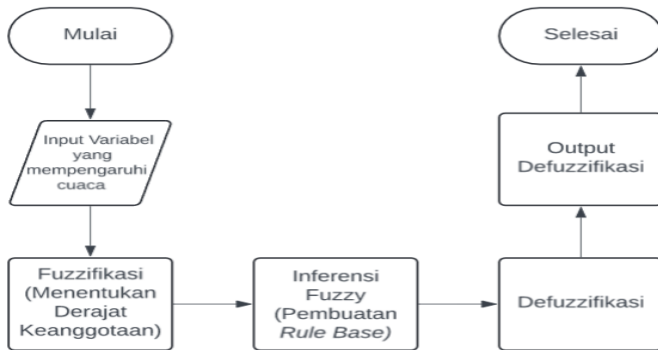 Mulai
Input Variabel
yang
mempengaruhi
cuaca
Fuzzifikasi
(Menentukan
Derajat
Keanggotaan)
Inferensi
Fuzzy
(Pembuatan
Rule Base)
Defuzzifikasi
Output
Defuzzifikasi
Selesai